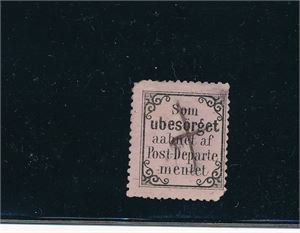 Som
ubesørget
aabnet af
Post-Departe
-mentet